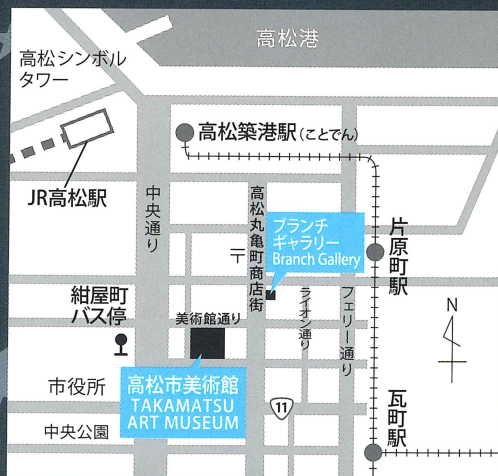 高松港
高松シンボル
タワー
高松築港駅(ことでん)
JR高松駅
中央通り
高松丸亀町商店街
ブランチ
ギャラリー
Branch Gallery
片原町駅
〒
紺屋町
バス停
美術館通り
ライオン通り
フェリー通り
N
市役所
高松市美術館
TAKAMATSU
ART MUSEUM
11
瓦町駅
中央公園